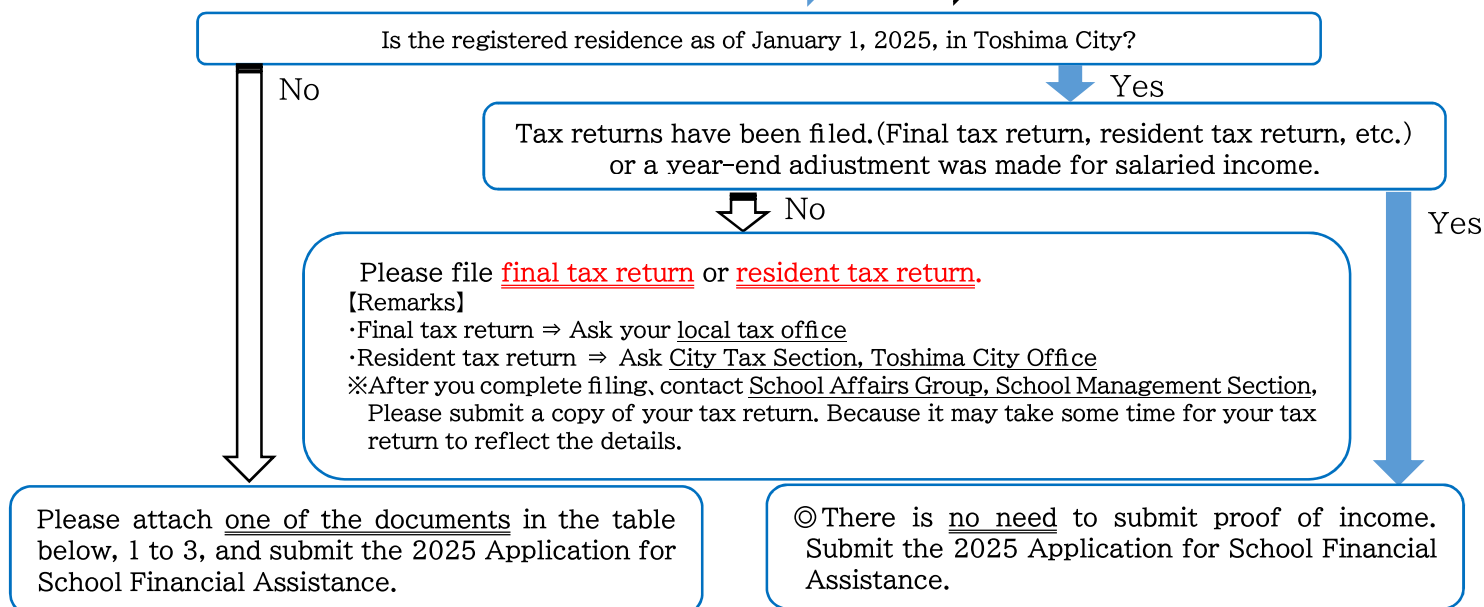 Is the registered residence as of January 1, 2025, in Toshima City?
No
Yes
Tax returns have been filed.(Final tax return, resident tax return, etc.)
or a year-end adjustment was made for salaried income.
No
Yes
Please file final tax return or resident tax return.
【Remarks】
・Final tax return ⇒ Ask your local tax office
・Resident tax return ⇒ Ask City Tax Section, Toshima City Office
※After you complete filing、contact School Affairs Group, School Management Section,
Please submit a copy of your tax return. Because it may take some time for your tax
return to reflect the details.
Please attach one of the documents in the table
below, 1 to 3, and submit the 2025 Application for
School Financial Assistance.
◎There is no need to submit proof of income.
Submit the 2025 Application for School Financial
Assistance.